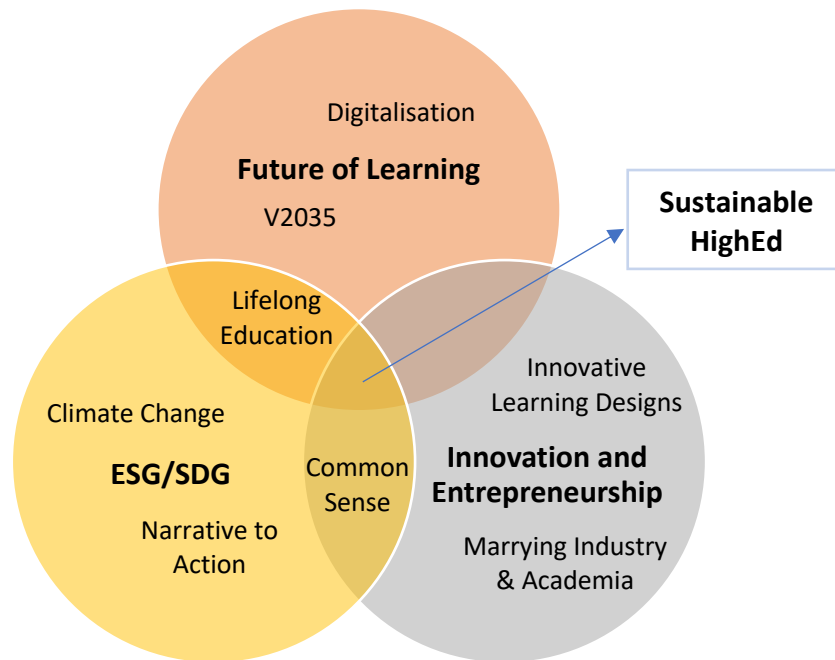 Digitalisation
Future of Learning
V2035
Sustainable
HighEd
Lifelong
Education
Innovative
Learning Designs
Climate Change
ESG/SDG
Common
Sense
Innovation and
Entrepreneurship
Narrative to
Action
Marrying Industry
& Academia